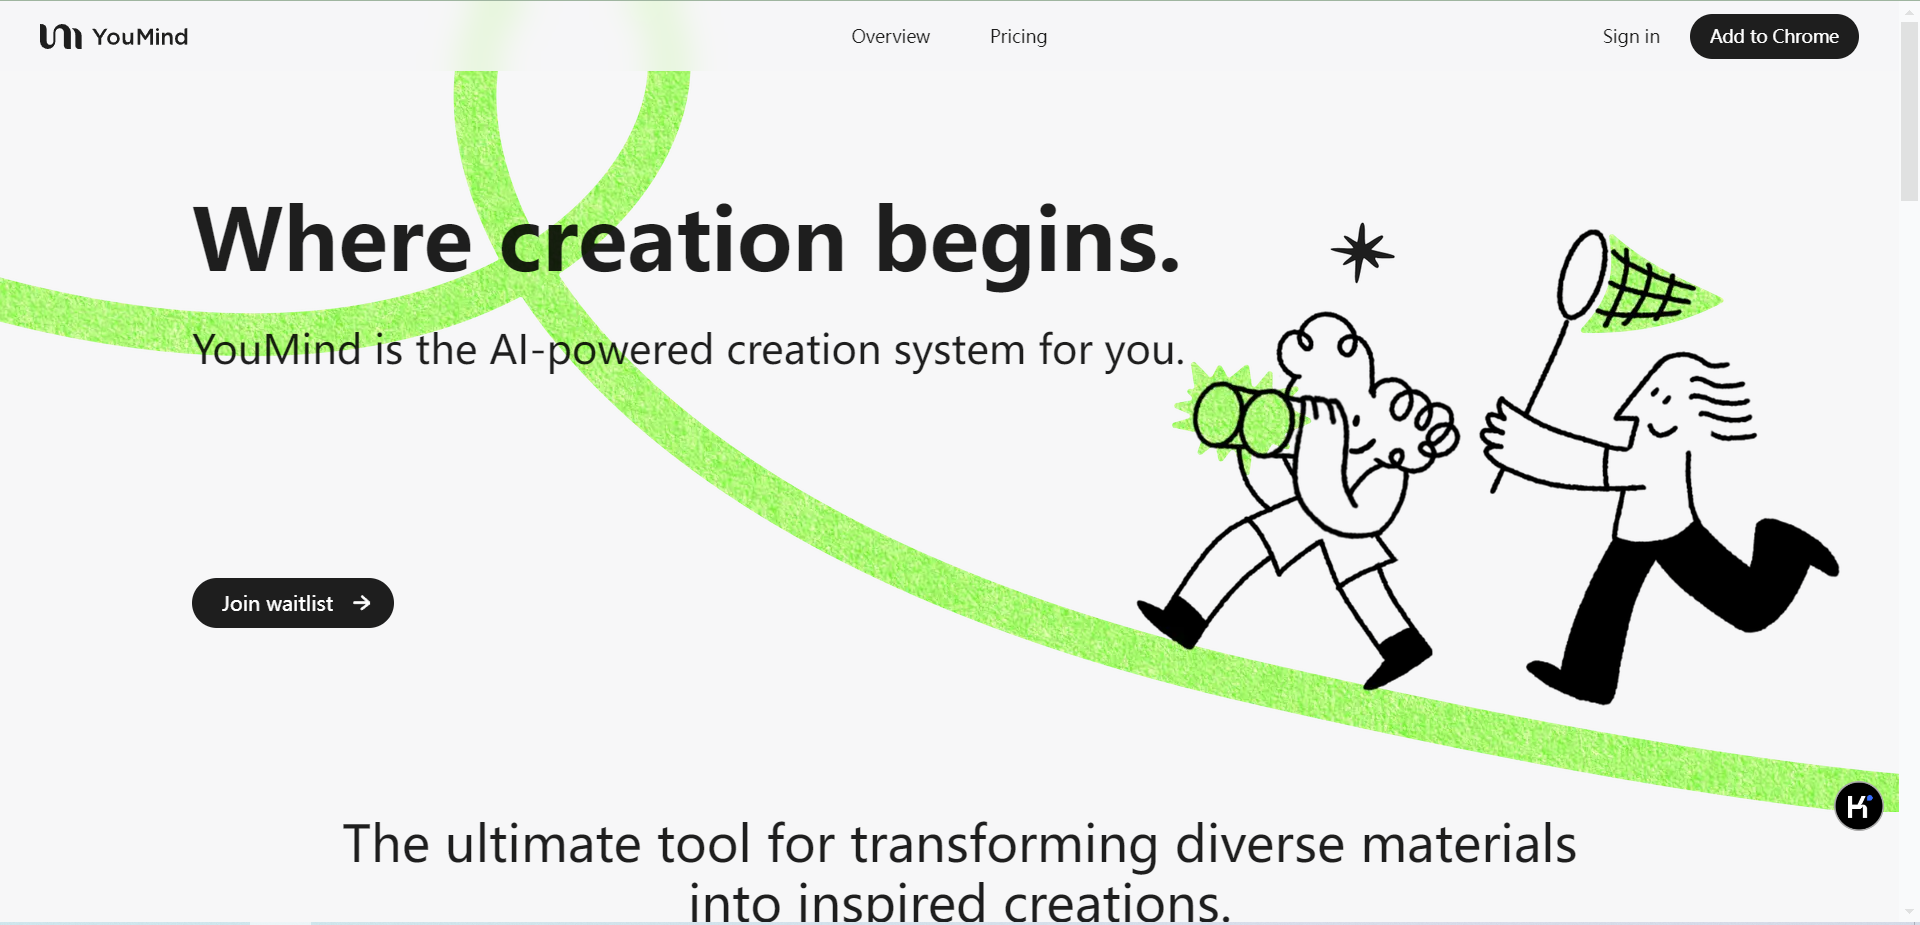 YouMind
Overview
Pricing
Sign in
Add to Chrome
Where creation begins.
YouMind is the AI-powered creation system for you.
Join waitlist
The ultimate tool for transforming diverse materials
into inspired creations.
K